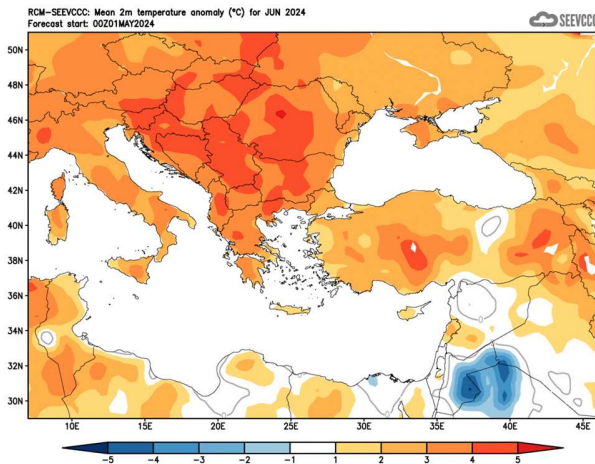 RCM-SEEVCCC: Mean 2m temperature anomaly (°C) for JUN 2024
Forecast start: 00Z01MAY2024
SEEVCCC
50N
48N
46N
44N
42N
40N
38N
36N
34N
32N
30N
10E 15E 20E 25E 30E 35E 40E 45E
-5 -4 -3 -2 -1 1 2 3 4 5